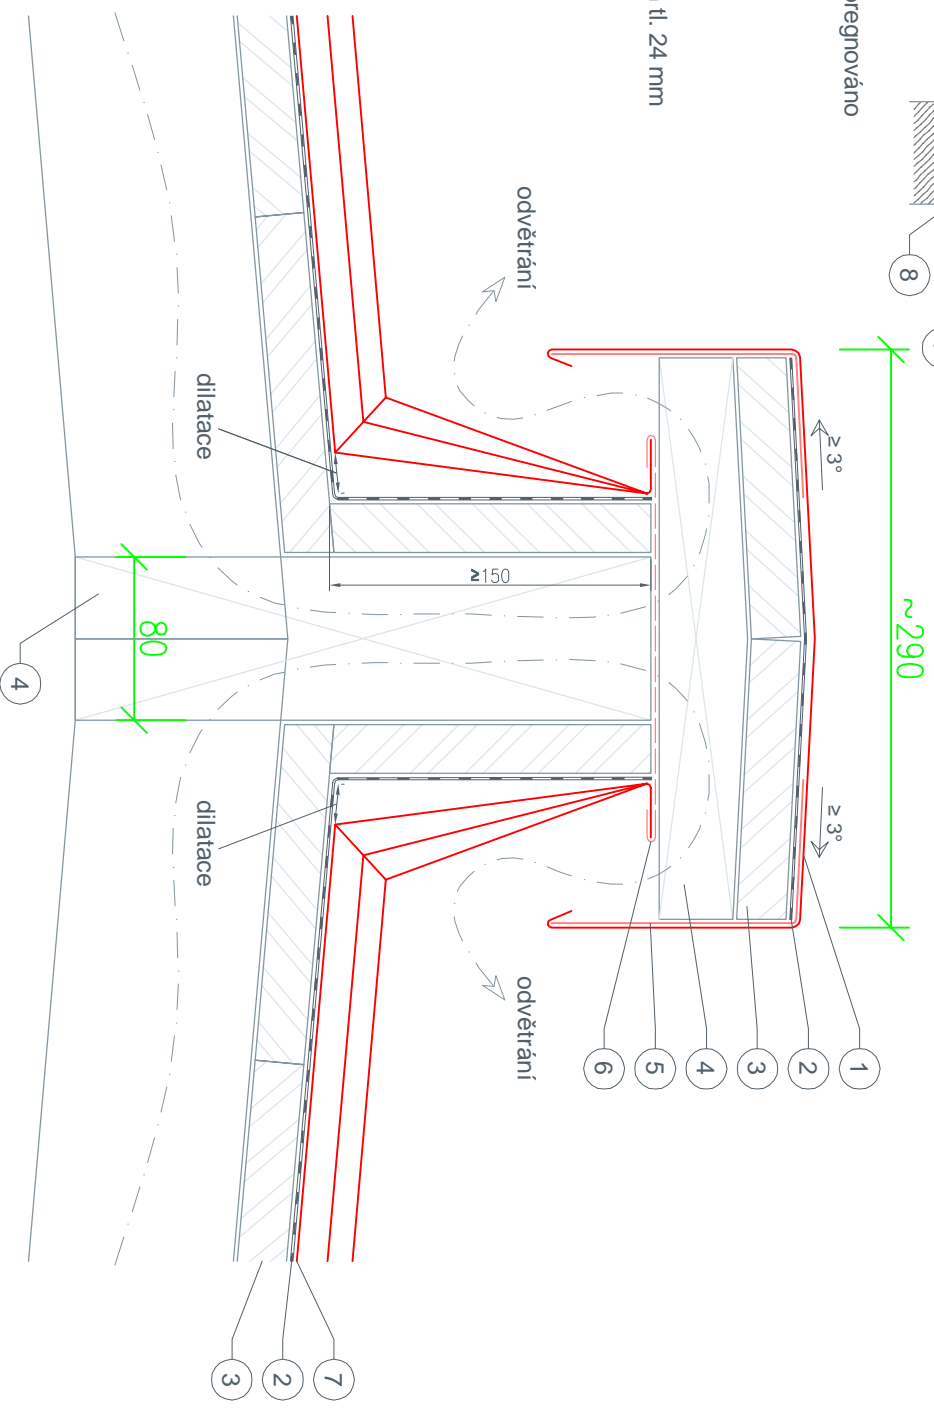 pregnováno
tl. 24 mm
8
~290
≥ 3°
≥ 3°
1
2
3
4
5
6
odvětrání
odvětrání
≥150
dilatace
dilatace
80
4
7
2
3